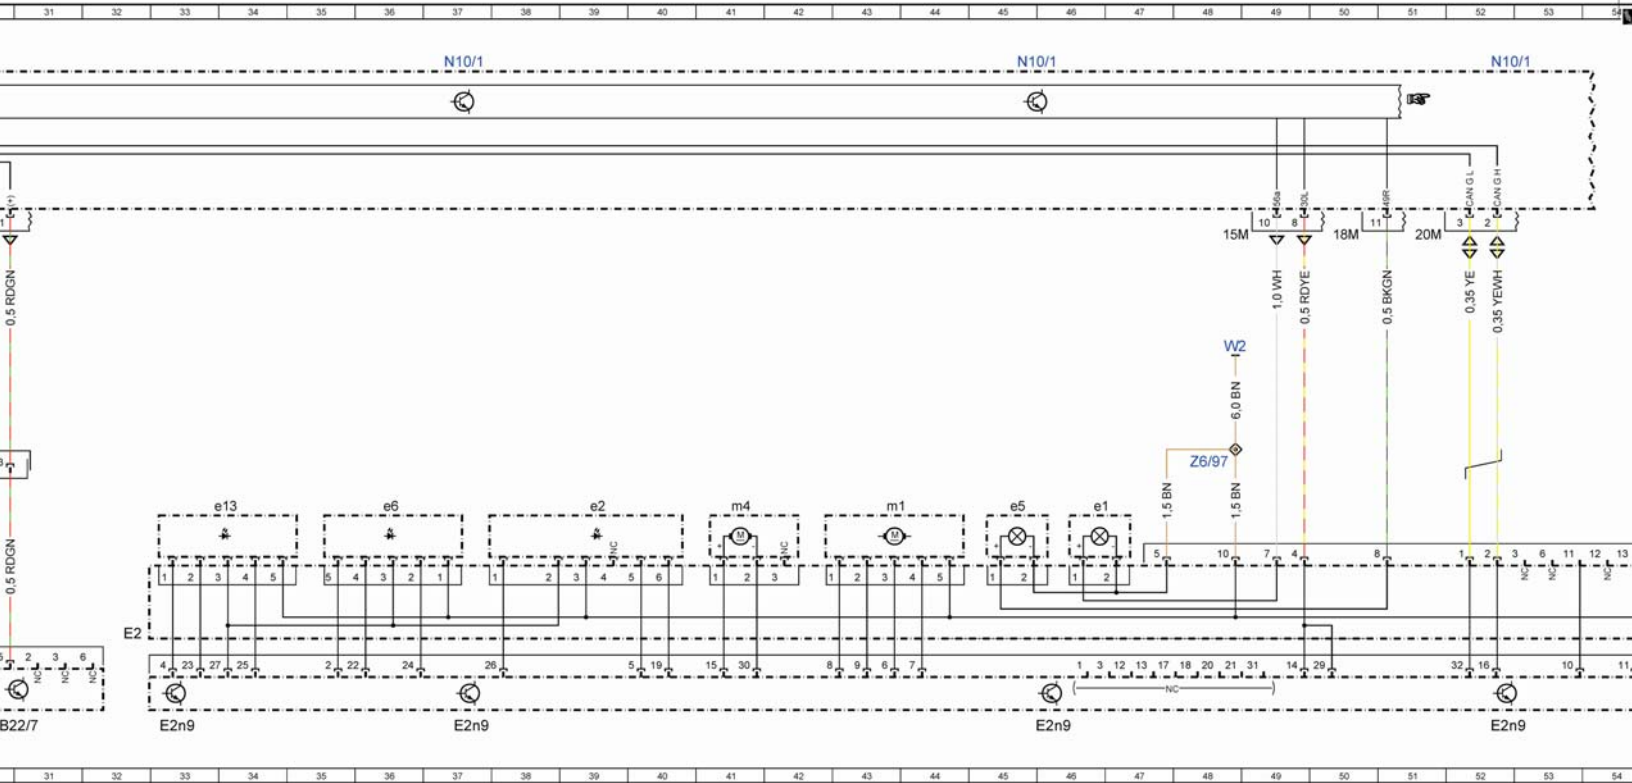 31 32 33 34 35 36 37 38 39 40 41 42 43 44 45 46 47 48 49 50 51 52 53 54
N10/1 N10/1 N10/1
(+) 56a 30L 49R CAN G L CAN G H
1 10 8 11 3 2
15M 18M 20M
0,5 RDGN 1,0 WH 0,5 RDYE 0,5 BKGN 0,35 YE 0,35 YEWH
W2
6,0 BN
Z6/97
1,5 BN 1,5 BN
e13 e6 e2 m4 m1 e5 e1
M M
NC NC + - + -
5 10 7 4 8 1 2 3 6 11 12 13
0,5 RDGN
1 2 3 4 5 5 4 3 2 1 1 2 3 4 5 6 1 2 3 1 2 3 4 5 1 2 1 2
NC NC NC
E2
2 3 6
4 23 27 25 2 22 24 26 5 19 15 30 8 9 6 7 1 3 12 13 17 18 20 21 31 14 29 32 16 10 11
NC NC NC
NC
B22/7 E2n9 E2n9 E2n9 E2n9
31 32 33 34 35 36 37 38 39 40 41 42 43 44 45 46 47 48 49 50 51 52 53 54